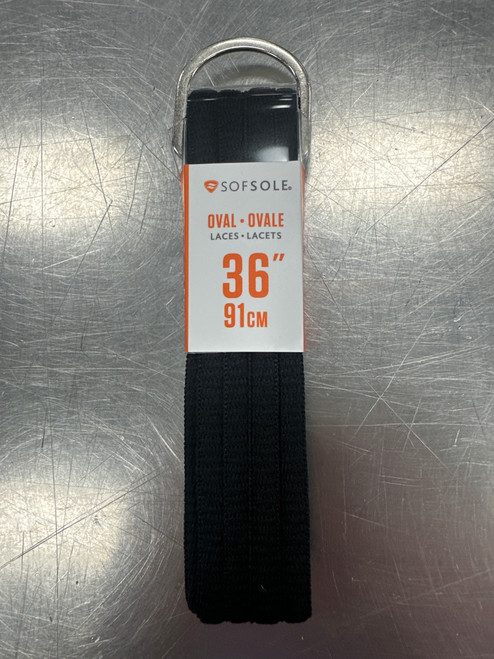 SOFSOLE®
OVAL • OVALE
LACES • LACETS
36”
91CM